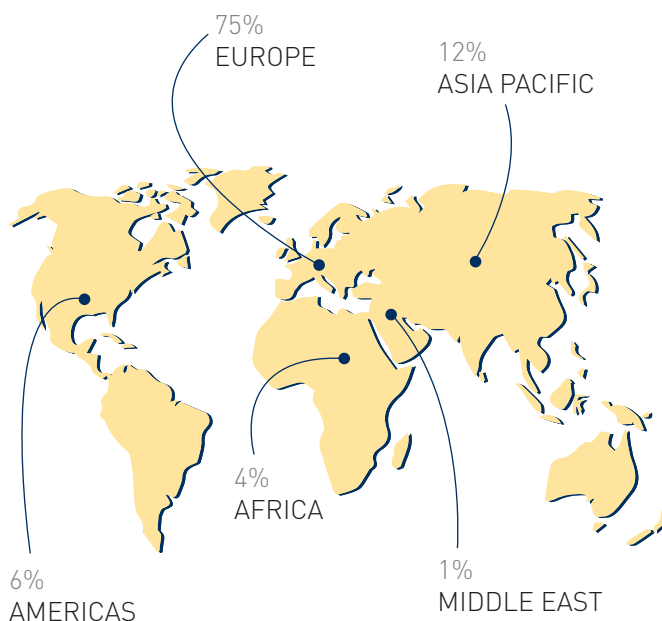 75%
EUROPE
12%
ASIA PACIFIC
4%
AFRICA
6%
AMERICAS
1%
MIDDLE EAST